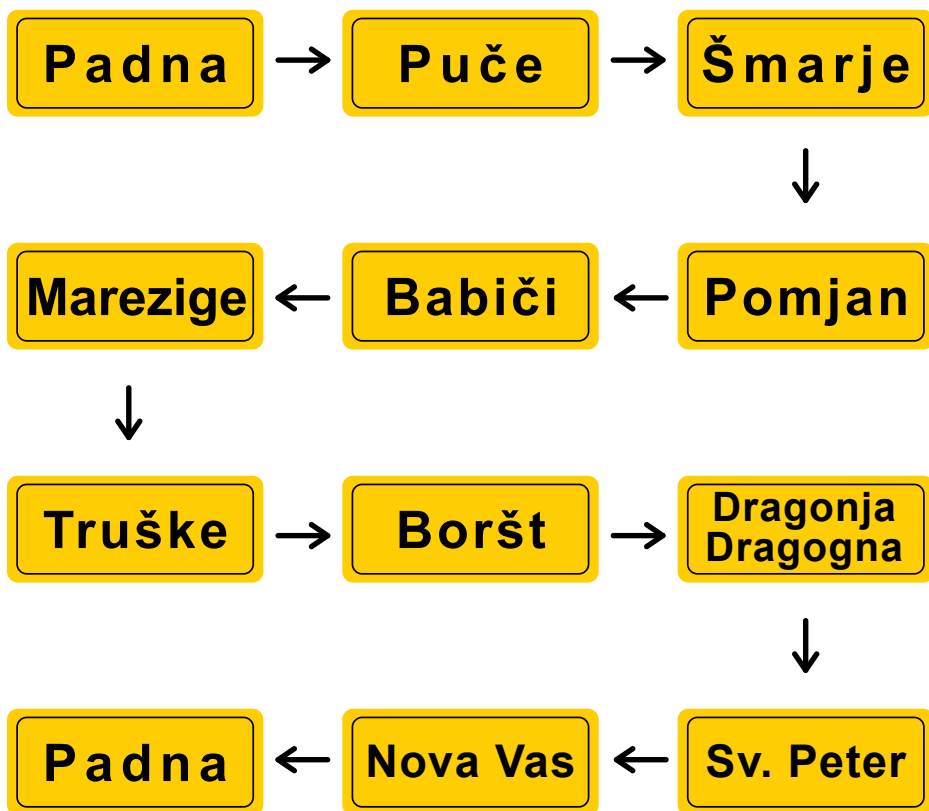 Padna
Puče
Šmarje
Pomjan
Babiči
Marezige
Truške
Boršt
Dragonja
Dragogna
Sv. Peter
Nova Vas
Padna